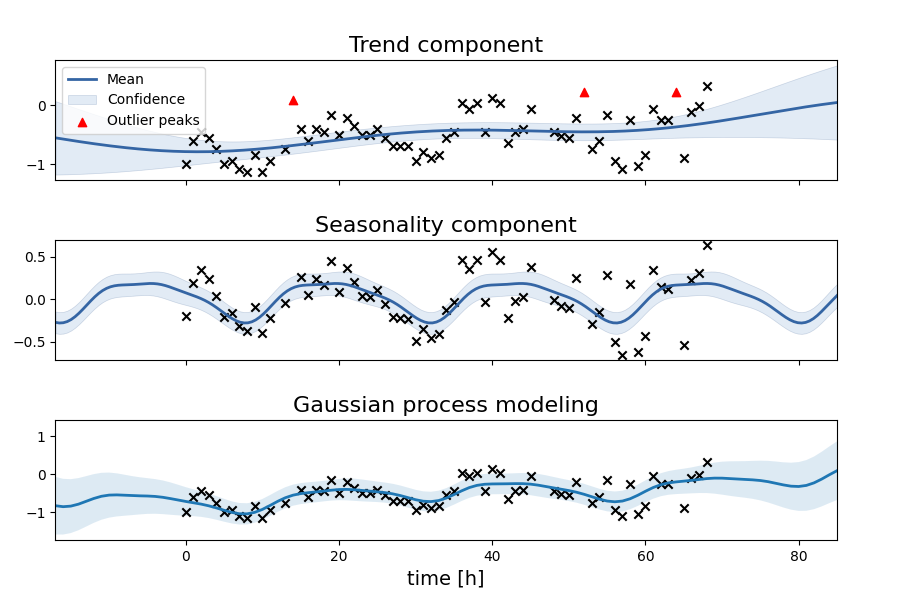 Trend component
Mean
Confidence
Outlier peaks
0
−1
Seasonality component
0.5
0.0
−0.5
Gaussian process modeling
1
0
−1
0 20 40 60 80
time [h]